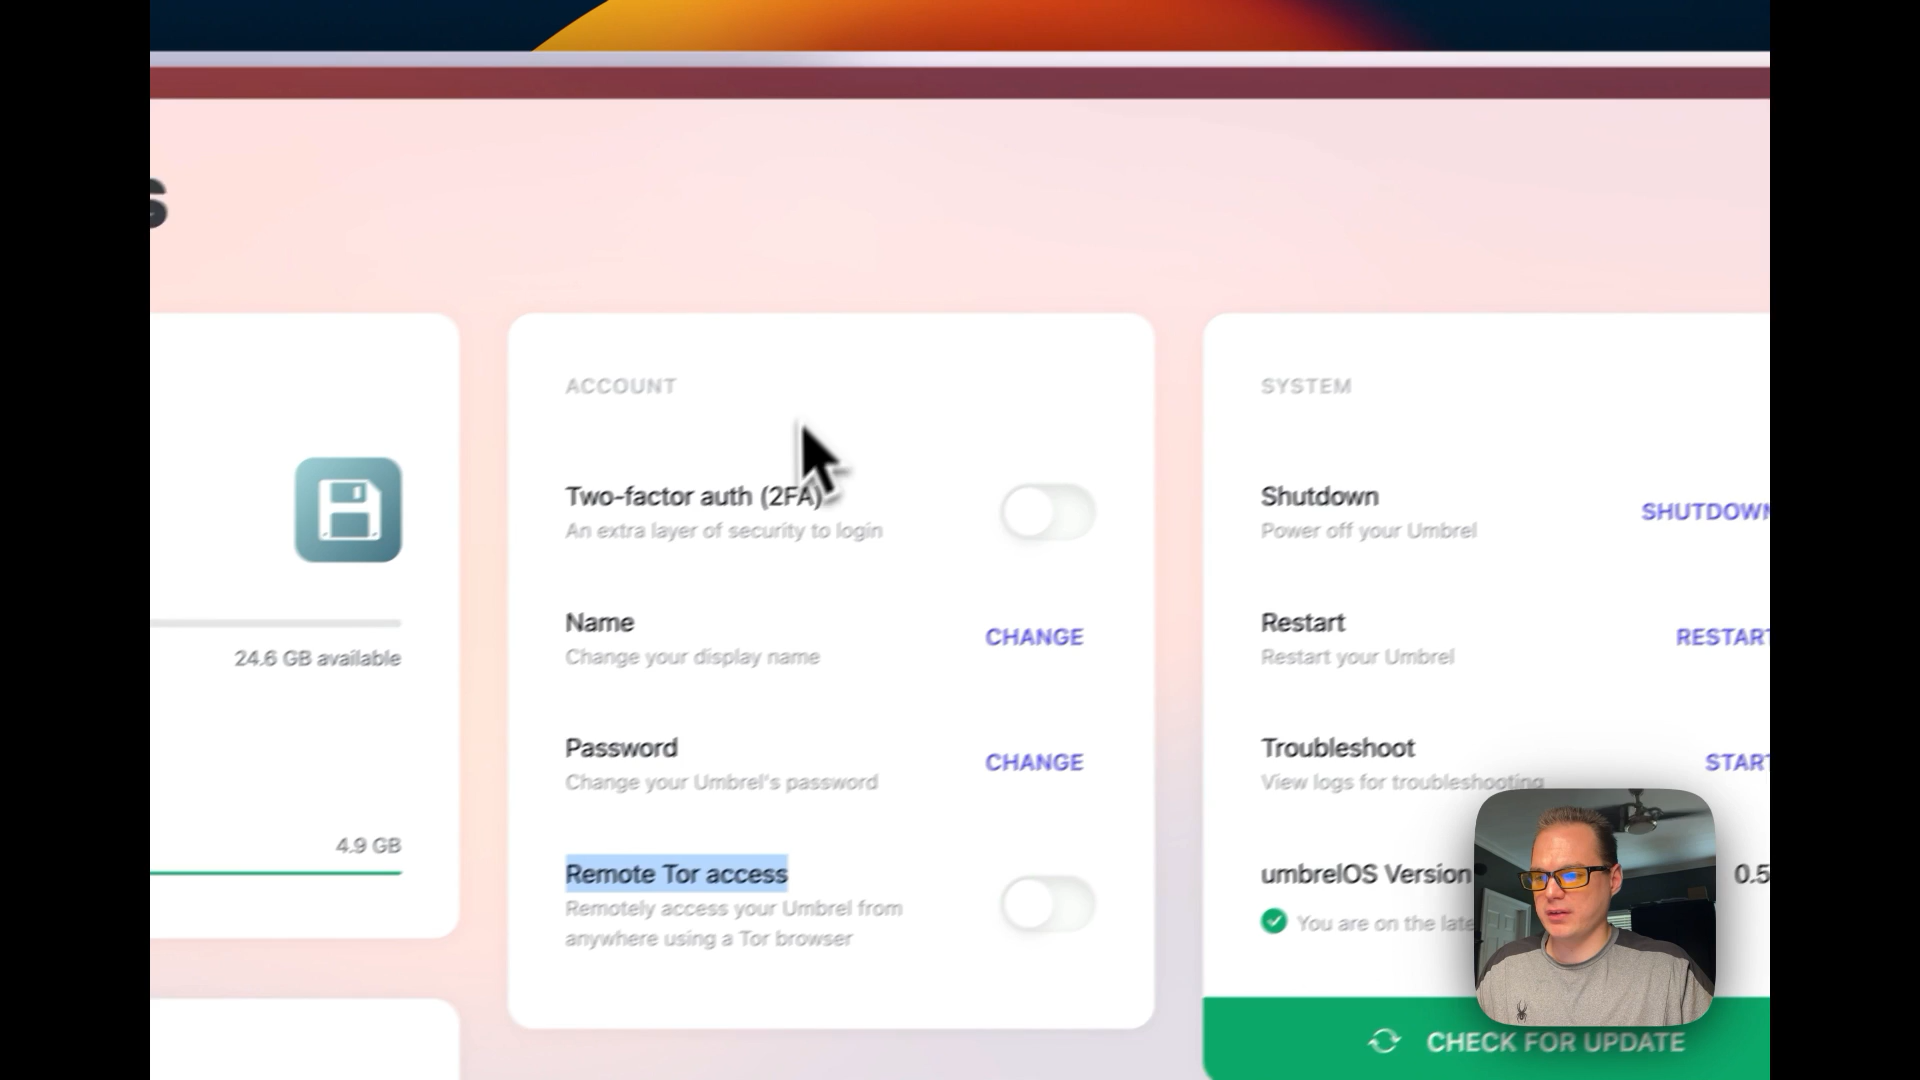 s
ACCOUNT
SYSTEM
Two-factor auth (2FA)
An extra layer of security to login
Shutdown
Power off your Umbrel
SHUTDOWN
24.6 GB available
Name
Change your display name
CHANGE
Restart
Restart your Umbrel
RESTART
Password
Change your Umbrel's password
CHANGE
Troubleshoot
View logs for troubleshooting
START
4.9 GB
Remote Tor access
Remotely access your Umbrel from
anywhere using a Tor browser
umbrelOS Version
0.5
You are on the late
CHECK FOR UPDATE